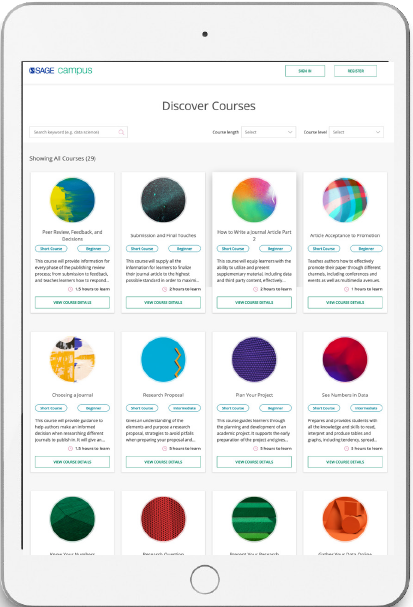 SAGE campus
SIGN IN
REGISTER
Discover Courses
Search keyword (e.g. data science)
Course length
Select
Course level
Select
Showing All Courses (29)
Peer Review, Feedback, and
Decisions
Short Course
Beginner
This course will provide information for
every phase of the publishing review
process; from submission to feedback,
and teaches learners how to respond...
1.5 hours to learn
VIEW COURSE DETAILS
Submission and Final Touches
Short Course
Beginner
This course will supply all the
information for learners to finalize
their journal article to the highest
possible standard in order to maxim...
2 hours to learn
VIEW COURSE DETAILS
How to Write a Journal Article Part
2
Short Course
Beginner
This course will equip learners with the
ability to utilize and present
supplementary material, including data
and third party content, effectively...
2 hours to learn
VIEW COURSE DETAILS
Article Acceptance to Promotion
Short Course
Beginner
Teaches authors how to effectively
promote their paper through different
channels, including conferences and
events as well as multimedia avenues.
1 hours to learn
VIEW COURSE DETAILS
Choosing a Journal
Short Course
Beginner
This course will provide guidance to
help authors make an informed
decision when researching different
journals to publish in. It will give an...
1.5 hours to learn
VIEW COURSE DETAILS
Research Proposal
Short Course
Intermediate
Gives an understanding of the
elements and purpose a research
proposal, strategies to avoid pitfalls
when preparing your proposal and...
5 hours to learn
VIEW COURSE DETAILS
Plan Your Project
Short Course
Beginner
This course guides learners through
the planning and development of an
academic project. It supports the early
preparation of the project and gives...
5 hours to learn
VIEW COURSE DETAILS
See Numbers in Data
Short Course
Intermediate
Prepares and provides students with
all the knowledge and skills to read,
interpret and produce tables and
graphs, including tendency, spread...
3 hours to learn
VIEW COURSE DETAILS
Know Your Numbers
Research Question
Present Your Research
Gather Your Data Online